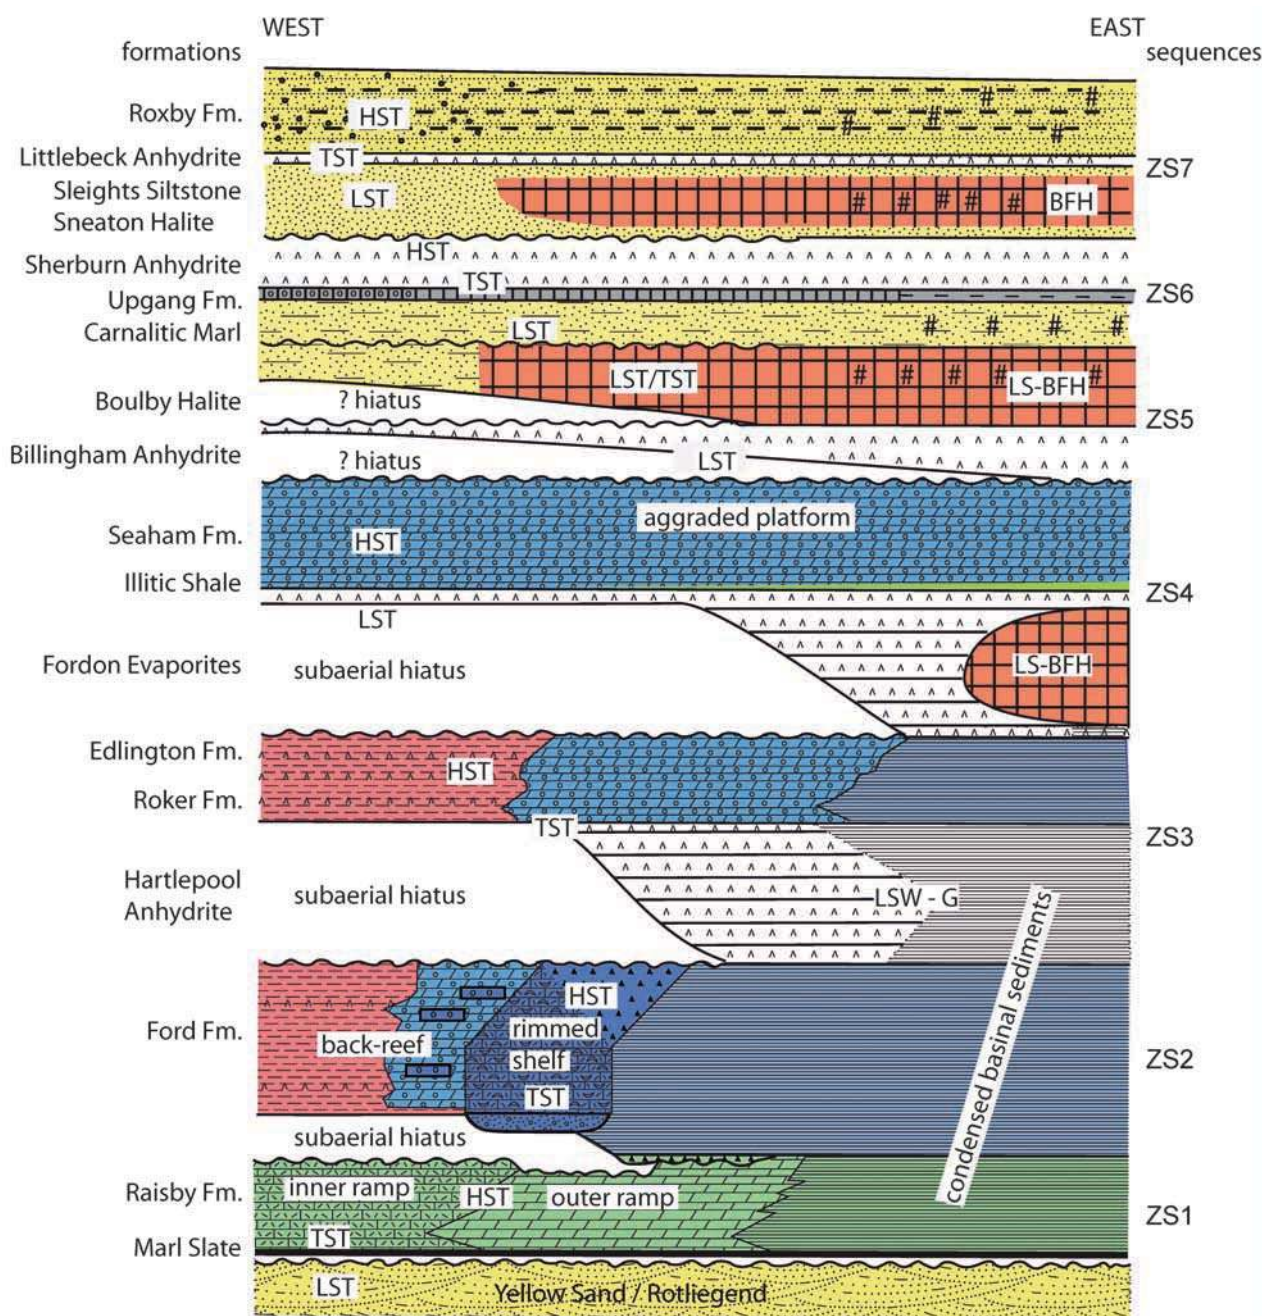 WEST
EAST
formations
sequences
Roxby Fm.
HST
Littlebeck Anhydrite
TST
ZS7
Sleights Siltstone
LST
BFH
Sneaton Halite
HST
Sherburn Anhydrite
TST
Upgang Fm.
ZS6
Carnalitic Marl
LST
LST/TST
LS-BFH
Boulby Halite
? hiatus
ZS5
Billingham Anhydrite
? hiatus
LST
aggraded platform
Seaham Fm.
HST
Illitic Shale
ZS4
LST
Fordon Evaporites
subaerial hiatus
LS-BFH
Edlington Fm.
HST
Roker Fm.
TST
ZS3
Hartlepool
Anhydrite
subaerial hiatus
LSW - G
condensed basinal sediments
HST
Ford Fm.
back-reef
rimmed
shelf
TST
ZS2
subaerial hiatus
Raisby Fm.
inner ramp
HST
outer ramp
ZS1
Marl Slate
TST
LST
Yellow Sand / Rotliegend